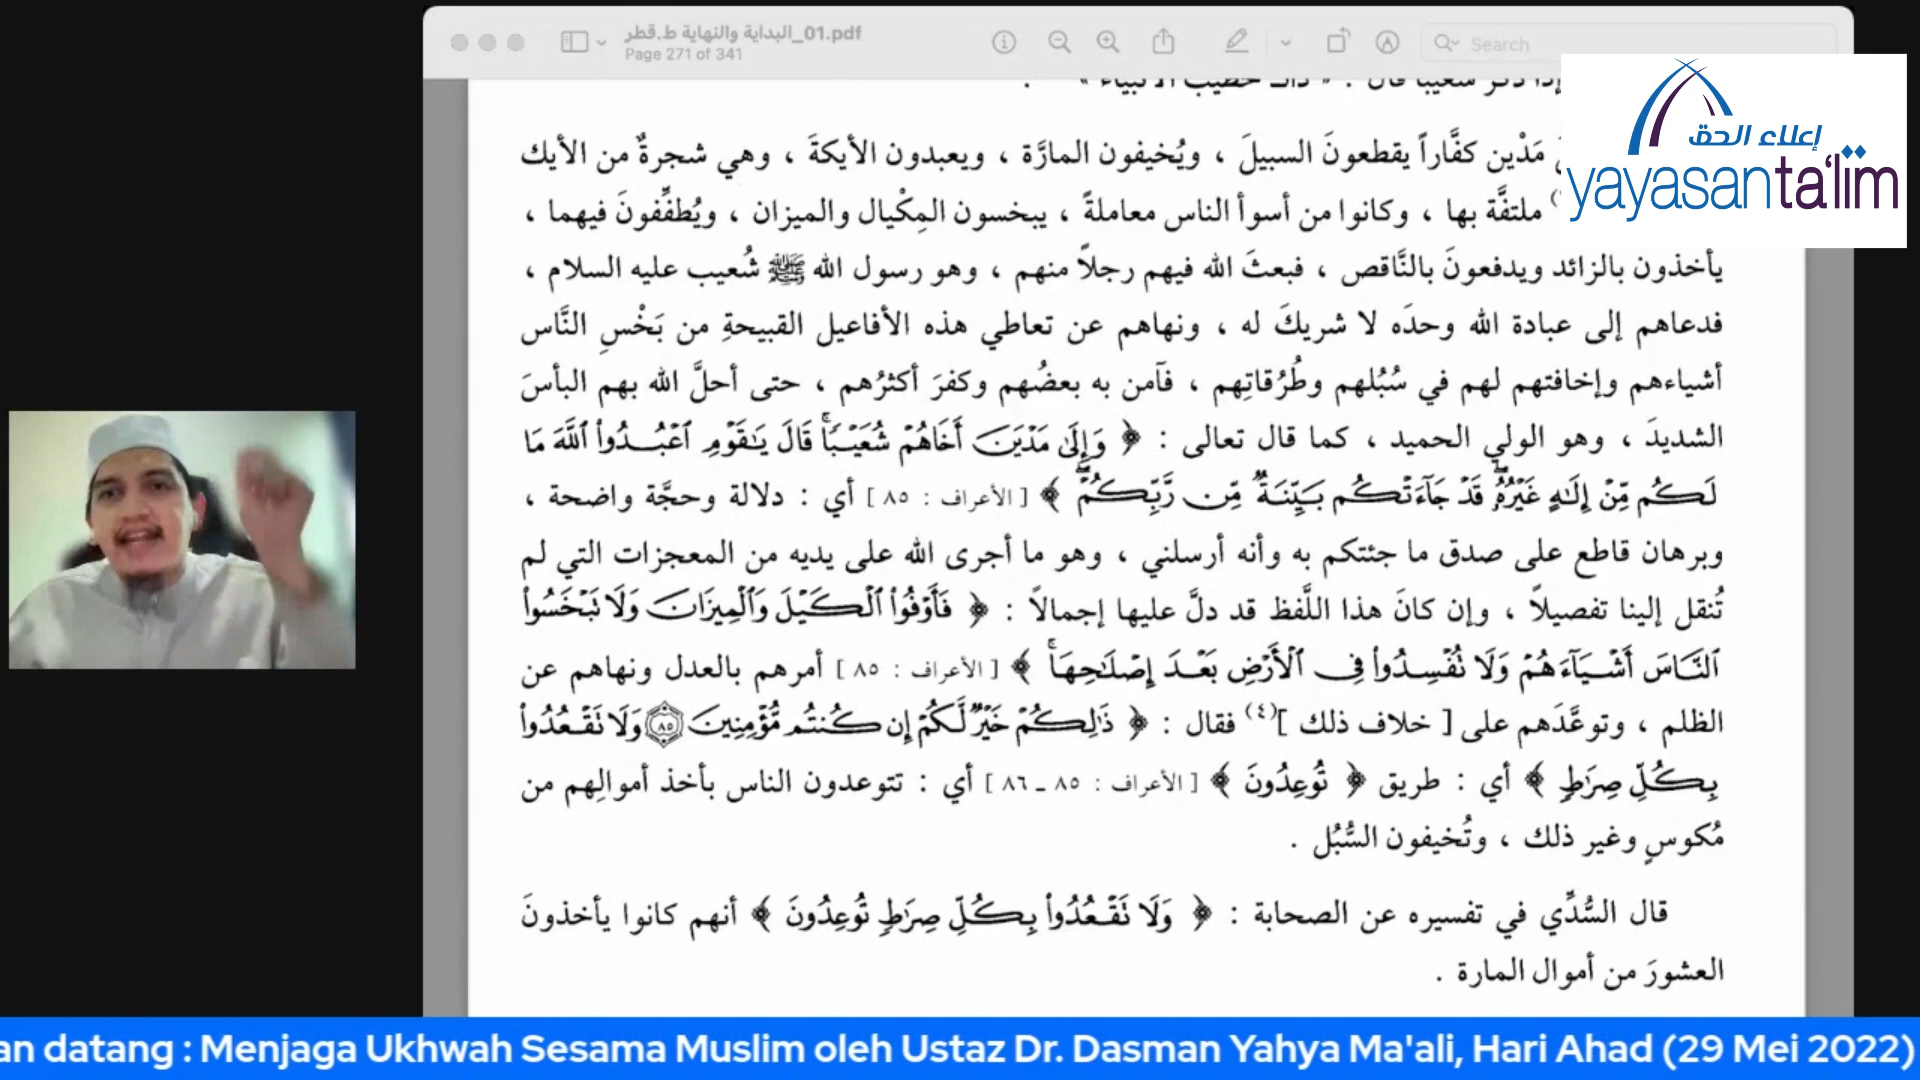 البداية والنهاية ط.قطر_01.pdf
Page 271 of 341
Search
إعلاء الحق
yayasanta'lim
إذا ذكر شعيباً قال : « ذاك خطيب الأنبياء » .
مَدْين كفَّاراً يقطعونَ السبيلَ ، ويُخيفون المارَّة ، ويعبدون الأيكةَ ، وهي شجرةٌ من الأيك
ملتفَّة بها ، وكانوا من أسوأ الناس معاملةً ، يبخسون المِكْيال والميزان ، ويُطفِّفونَ فيهما ،
يأخذون بالزائد ويدفعونَ بالنَّاقص ، فبعثَ الله فيهم رجلاً منهم ، وهو رسول الله ﷺ شُعيب عليه السلام ،
فدعاهم إلى عبادة الله وحدَه لا شريكَ له ، ونهاهم عن تعاطي هذه الأفاعيل القبيحةِ من بَخْسِ النَّاس
أشياءهم وإخافتهم لهم في سُبُلهم وطُرُقاتِهم ، فآمن به بعضُهم وكفرَ أكثرُهم ، حتى أحلَّ الله بهم البأسَ
الشديدَ ، وهو الولي الحميد ، كما قال تعالى : ﴿ وَإِلَىٰ مَدْيَنَ أَخَاهُمْ شُعَيْبًا ۗ قَالَ يَٰقَوْمِ ٱعْبُدُوا۟ ٱللَّهَ مَا
لَكُم مِّنْ إِلَٰهٍ غَيْرُهُۥ ۖ قَدْ جَآءَتْكُم بَيِّنَةٌ مِّن رَّبِّكُمْ ۖ ﴾ [ الأعراف : ٨٥ ] أي : دلالة وحجَّة واضحة ،
وبرهان قاطع على صدق ما جئتكم به وأنه أرسلني ، وهو ما أجرى الله على يديه من المعجزات التي لم
تُنقل إلينا تفصيلاً ، وإن كانَ هذا اللَّفظ قد دلَّ عليها إجمالاً : ﴿ فَأَوْفُوا۟ ٱلْكَيْلَ وَٱلْمِيزَانَ وَلَا تَبْخَسُوا۟
ٱلنَّاسَ أَشْيَآءَهُمْ وَلَا تُفْسِدُوا۟ فِى ٱلْأَرْضِ بَعْدَ إِصْلَٰحِهَا ۚ ﴾ [ الأعراف : ٨٥ ] أمرهم بالعدل ونهاهم عن
الظلم ، وتوعَّدَهم على [ خلاف ذلك ](٤) فقال : ﴿ ذَٰلِكُمْ خَيْرٌ لَّكُمْ إِن كُنتُم مُّؤْمِنِينَ ٨٥ وَلَا تَقْعُدُوا۟
بِكُلِّ صِرَٰطٍ ﴾ أي : طريق ﴿ تُوعِدُونَ ﴾ [ الأعراف : ٨٥ ـ ٨٦ ] أي : تتوعدون الناس بأخذ أموالِهم من
مُكوسٍ وغير ذلك ، وتُخيفون السُّبُل .
قال السُّدِّي في تفسيره عن الصحابة : ﴿ وَلَا تَقْعُدُوا۟ بِكُلِّ صِرَٰطٍ تُوعِدُونَ ﴾ أنهم كانوا يأخذونَ
العشورَ من أموال المارة .
an datang : Menjaga Ukhwah Sesama Muslim oleh Ustaz Dr. Dasman Yahya Ma'ali, Hari Ahad (29 Mei 2022)